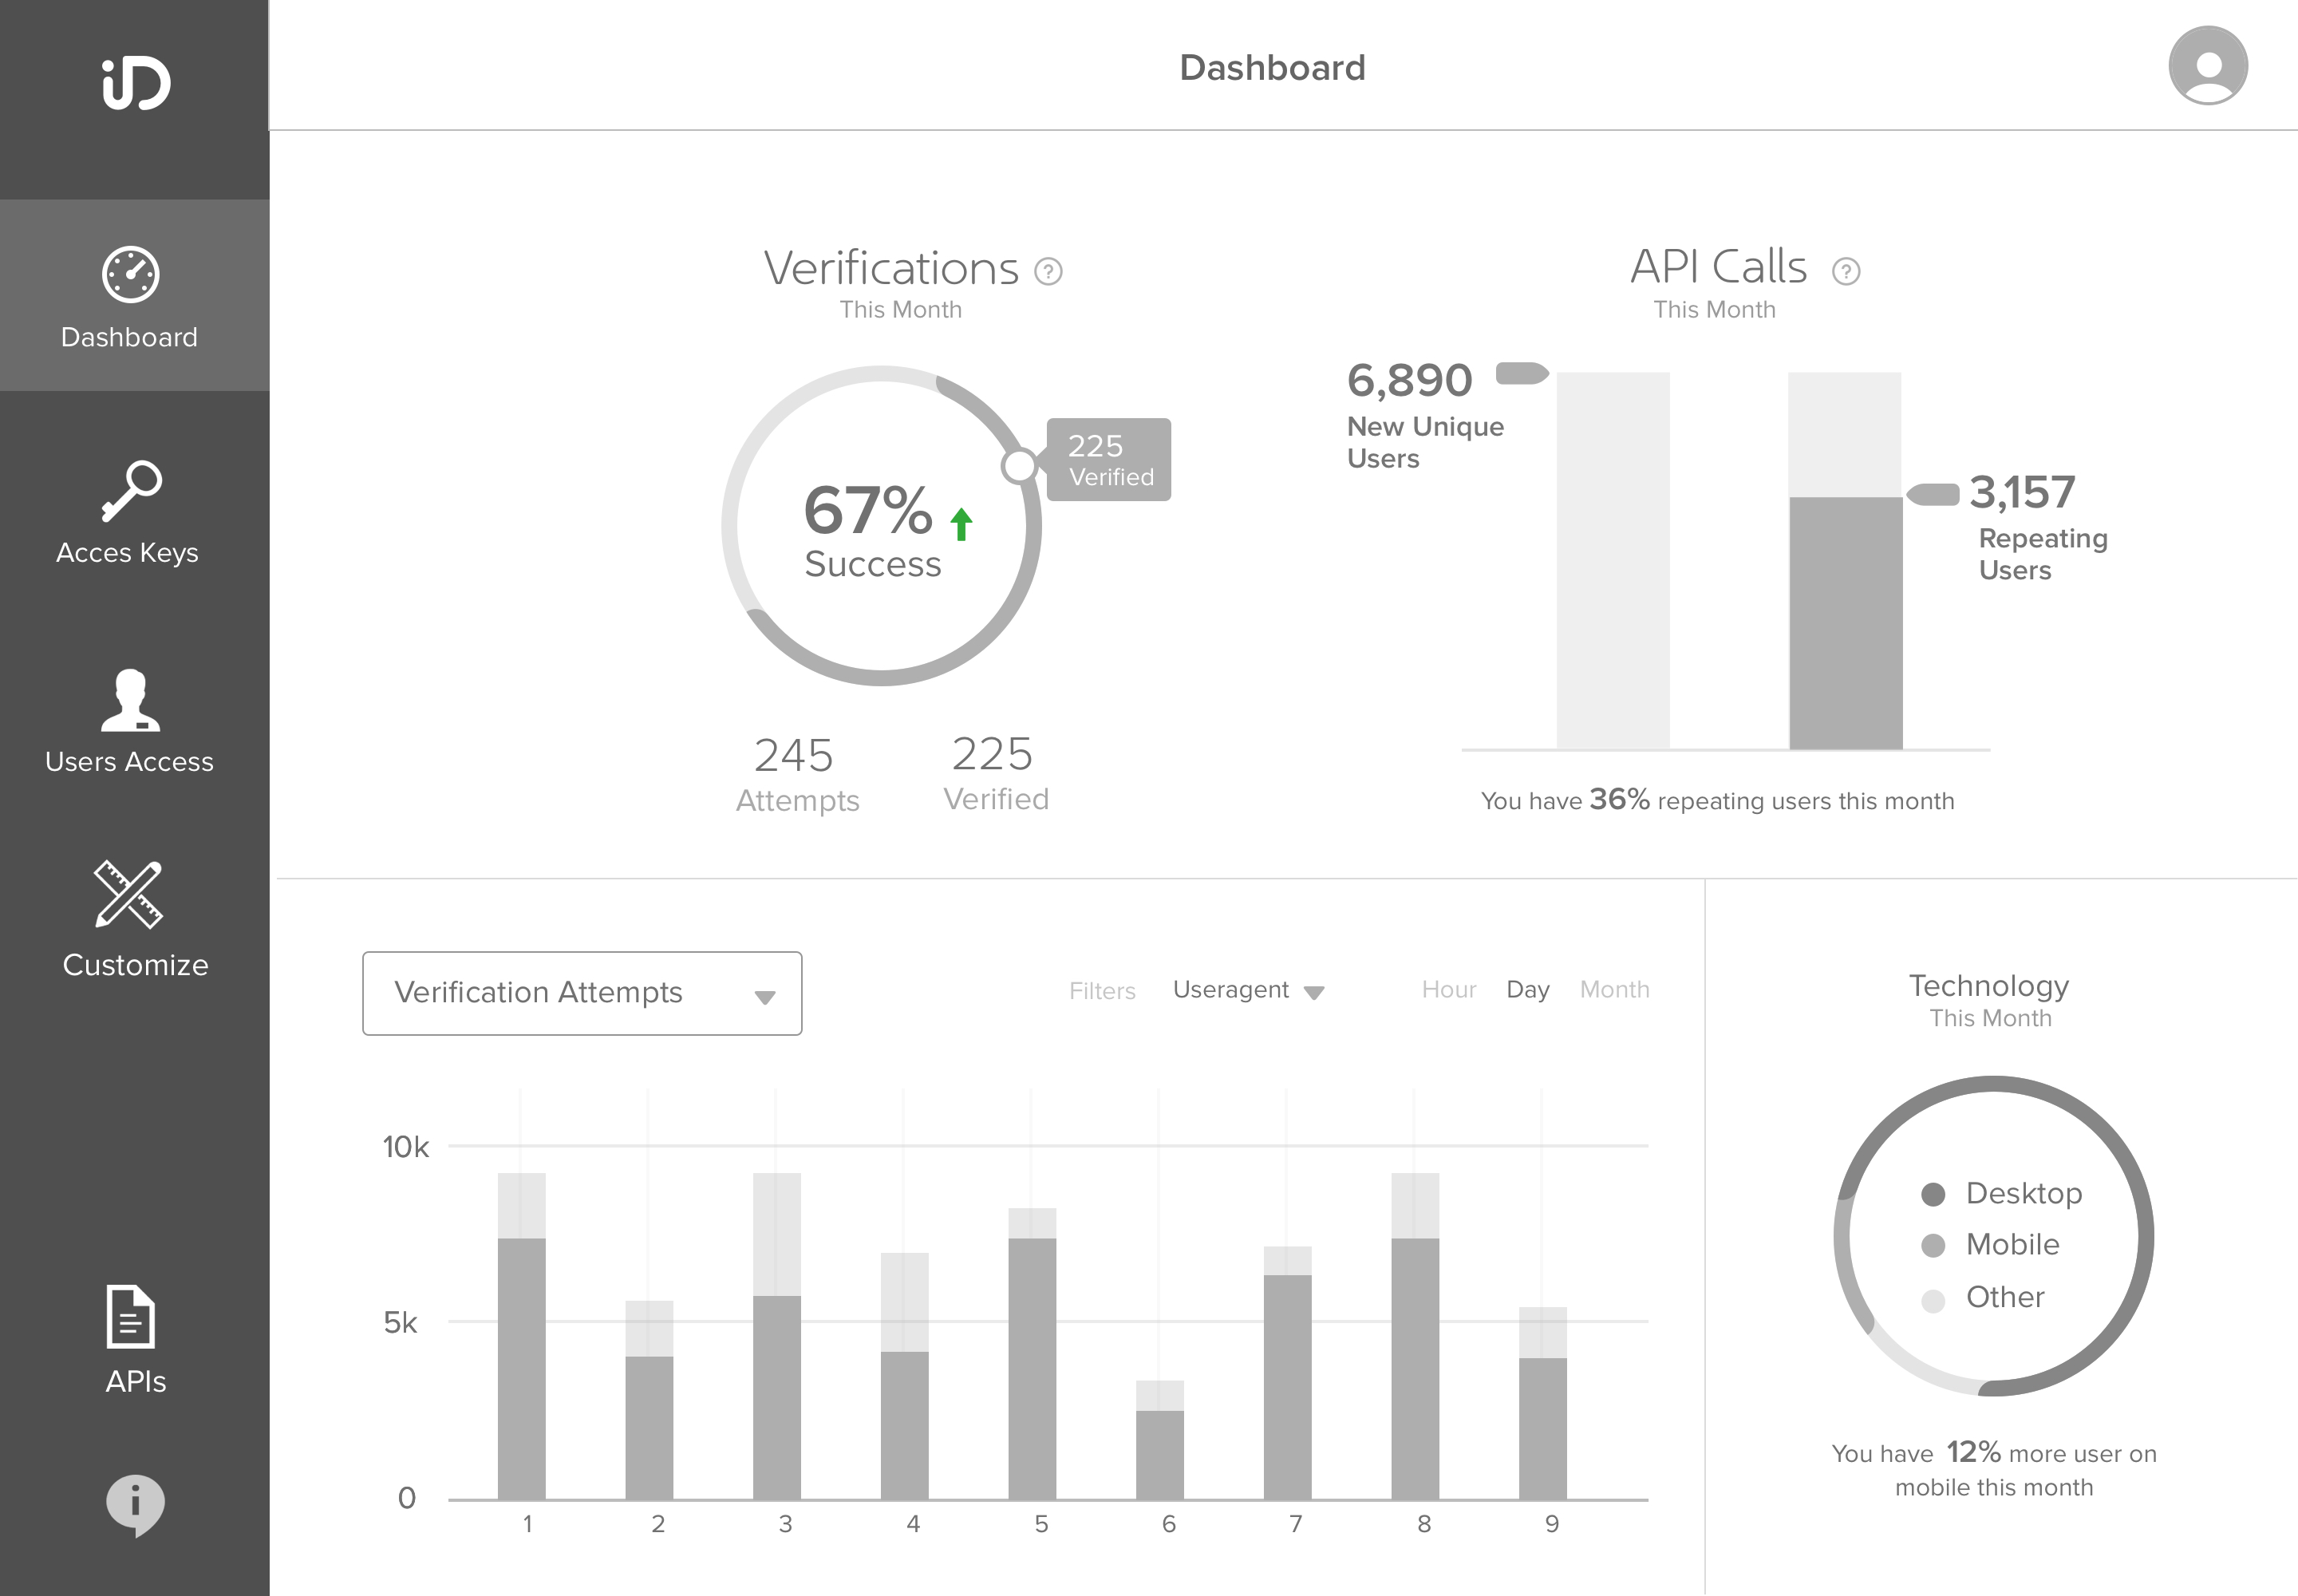 iD
Dashboard
Dashboard
Acces Keys
Users Access
Customize
APIs
i
Verifications ?
This Month
67%
Success
225
Verified
245
Attempts
225
Verified
API Calls ?
This Month
6,890
New Unique
Users
3,157
Repeating
Users
You have 36% repeating users this month
Verification Attempts
Filters Useragent Hour Day Month
10k
5k
0
1 2 3 4 5 6 7 8 9
Technology
This Month
Desktop
Mobile
Other
You have 12% more user on
mobile this month